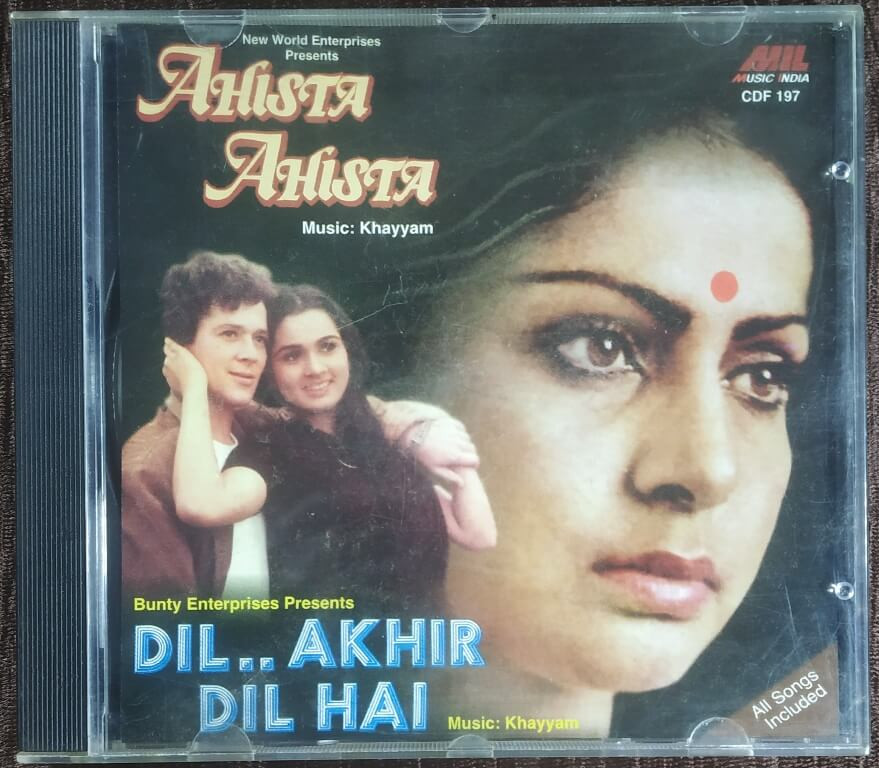 New World Enterprises
Presents
AHISTA
AHISTA
Music: Khayyam
MIL
MUSIC INDIA
CDF 197
Bunty Enterprises Presents
DIL.. AKHIR
DIL HAI
Music: Khayyam
All Songs
Included